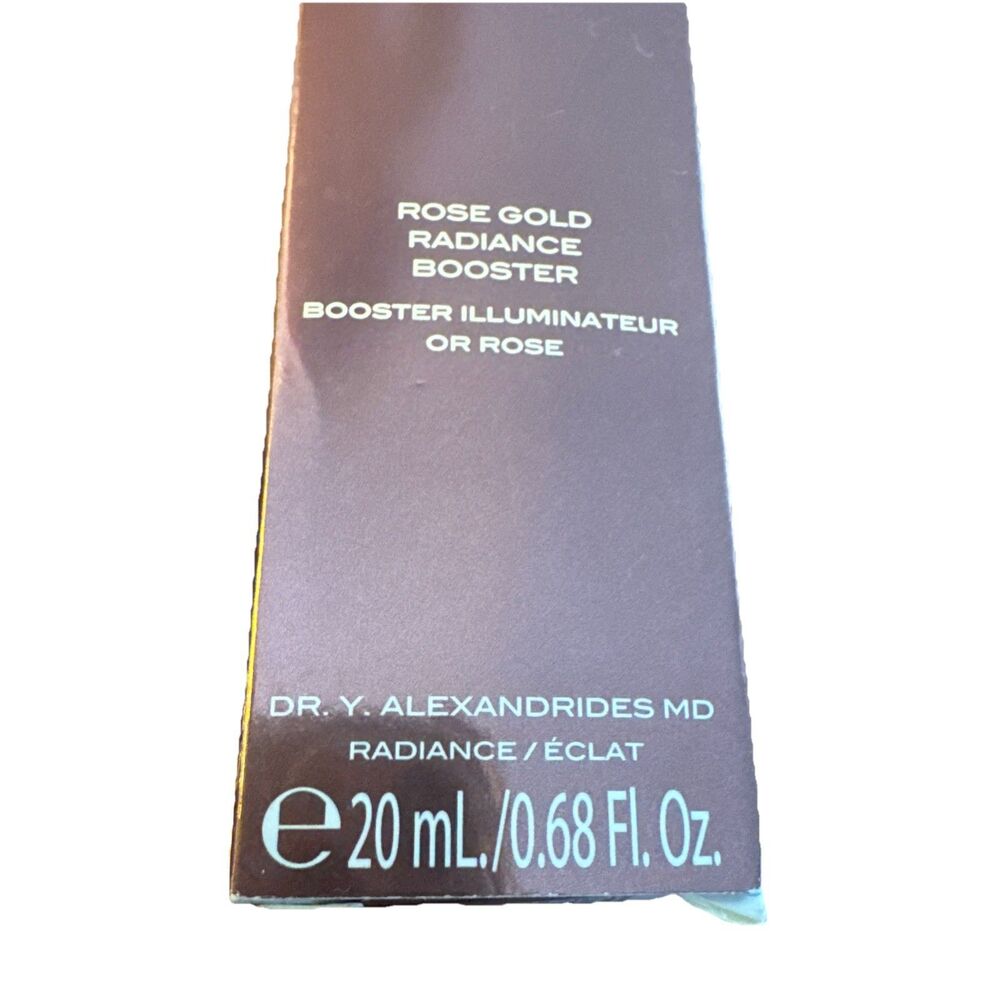 ROSE GOLD
RADIANCE
BOOSTER
BOOSTER ILLUMINATEUR
OR ROSE
DR. Y. ALEXANDRIDES MD
RADIANCE / ÉCLAT
℮ 20 mL./0.68 Fl. Oz.